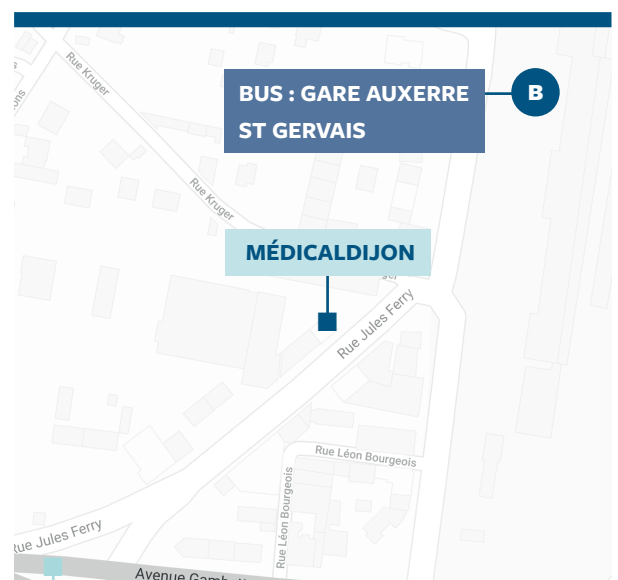 Rue Kruger
BUS : GARE AUXERRE
ST GERVAIS
B
Rue Kruger
MÉDICALDIJON
Rue Jules Ferry
Rue Léon Bourgeois
Rue Léon Bourgeois
Rue Jules Ferry
Avenue